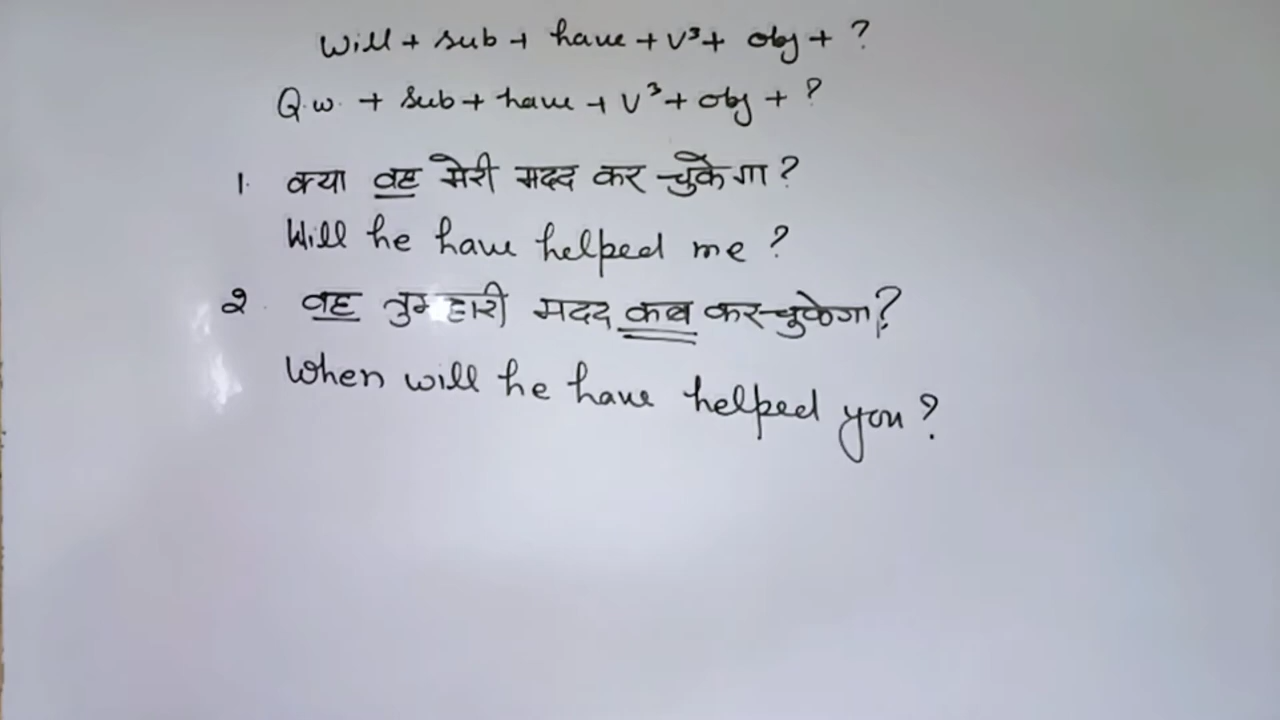 Will + sub + have + V³ + obj + ?
Q.w. + sub + have + V³ + obj + ?
1. क्या वह मेरी मदद कर चुकेगा ?
Will he have helped me ?
२. वह तुम्हारी मदद कब कर चुकेगा ?
When will he have helped you ?